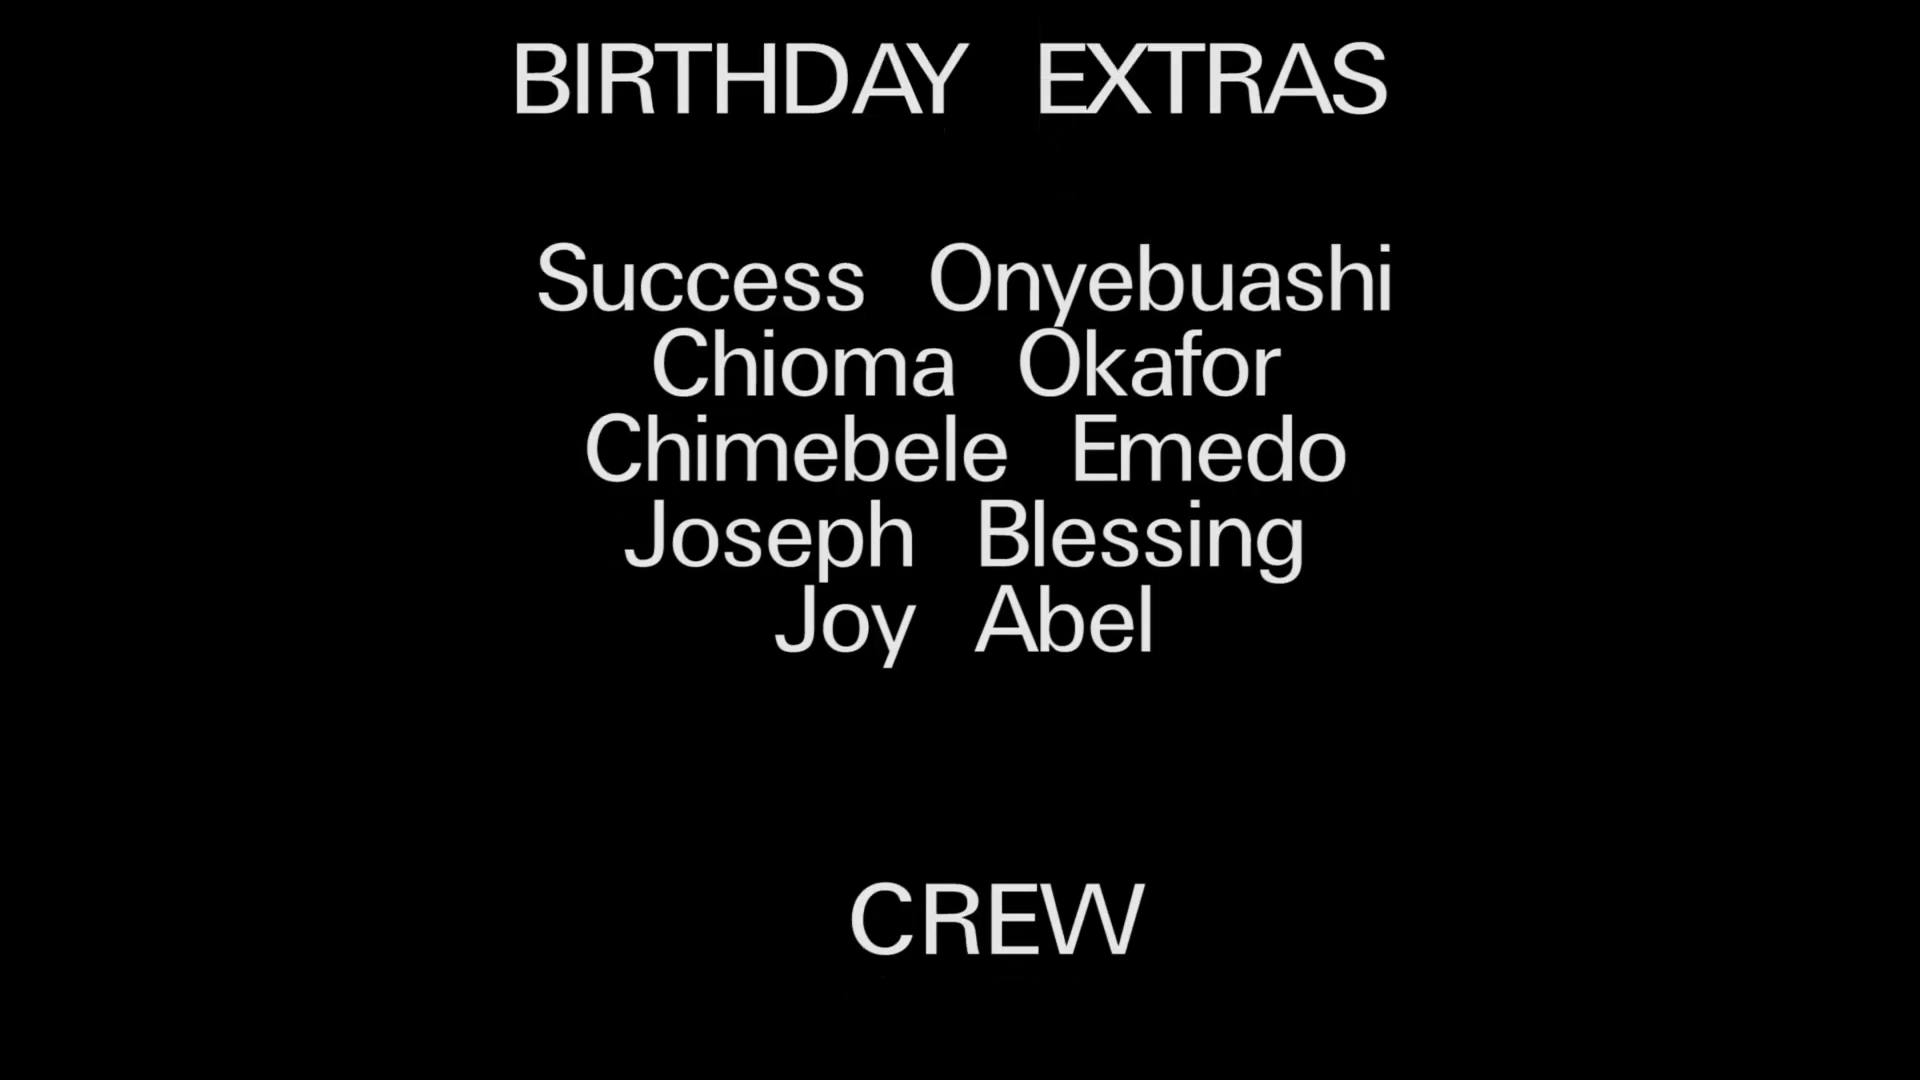 BIRTHDAY EXTRAS
Success Onyebuashi
Chioma Okafor
Chimebele Emedo
Joseph Blessing
Joy Abel
CREW